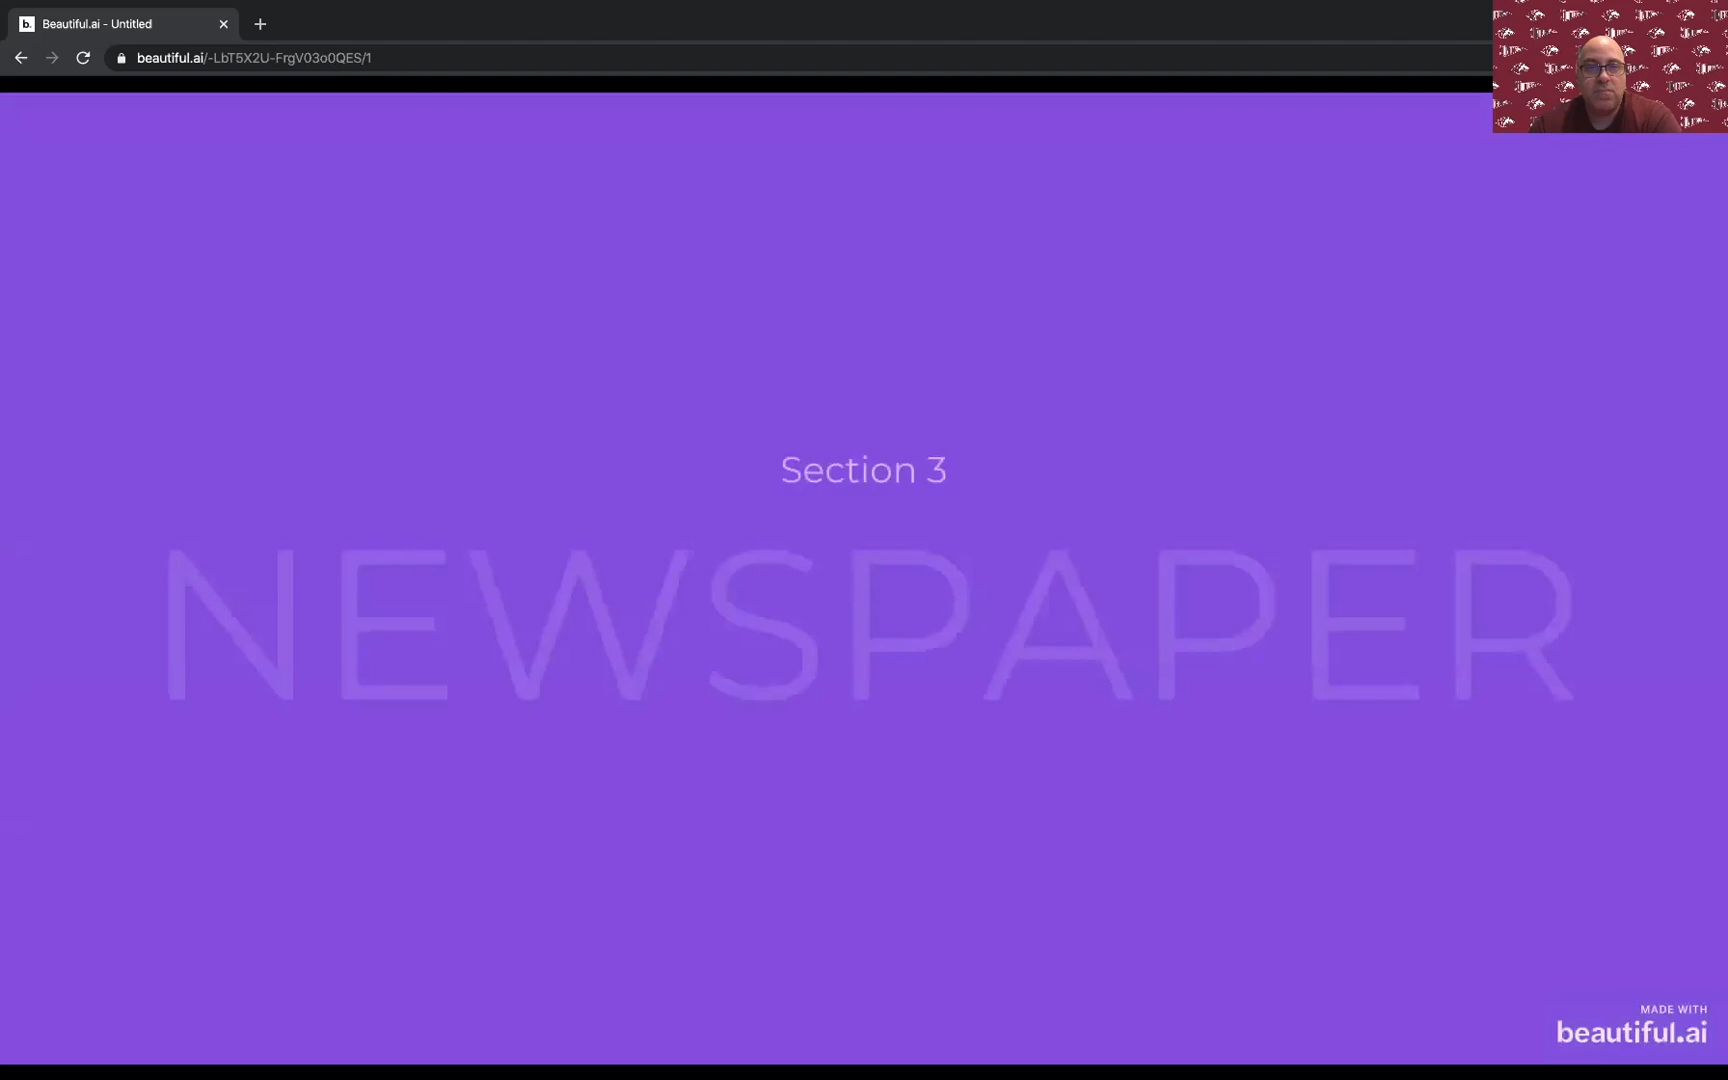 b. Beautiful.ai - Untitled
beautiful.ai/-LbT5X2U-FrgV03o0QES/1
Section 3
NEWSPAPER
MADE WITH
beautiful.ai